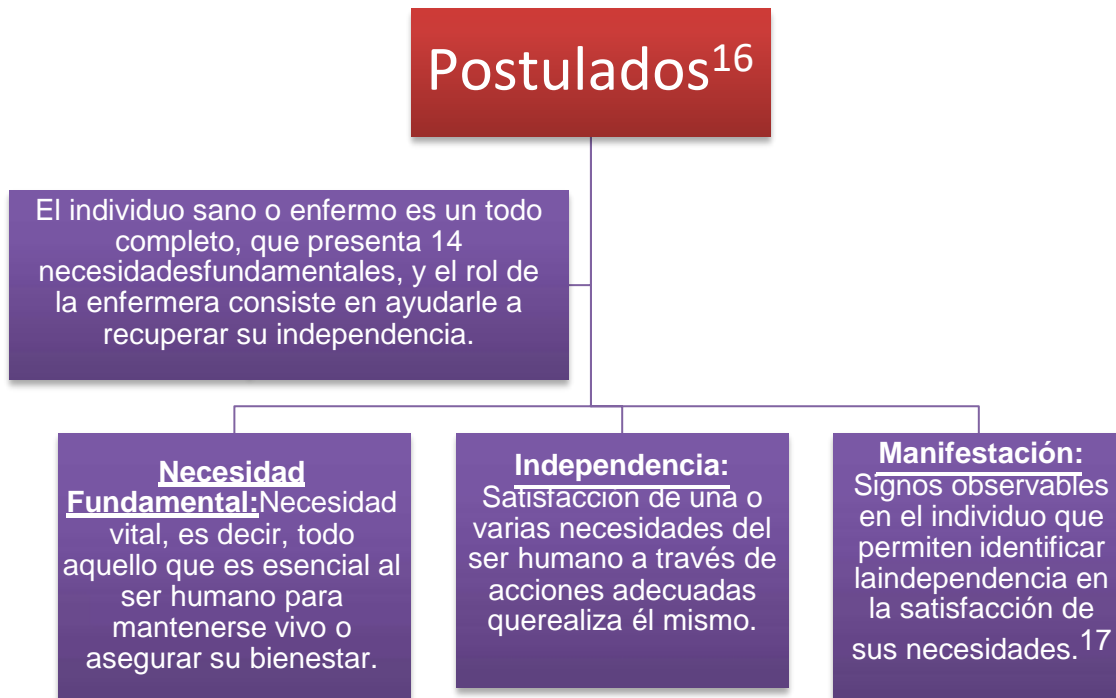 Postulados16
El individuo sano o enfermo es un todo
completo, que presenta 14
necesidadesfundamentales, y el rol de
la enfermera consiste en ayudarle a
recuperar su independencia.
Necesidad
Fundamental:Necesidad
vital, es decir, todo
aquello que es esencial al
ser humano para
mantenerse vivo o
asegurar su bienestar.
Independencia:
Satisfacción de una o
varias necesidades del
ser humano a través de
acciones adecuadas
querealiza él mismo.
Manifestación:
Signos observables
en el individuo que
permiten identificar
laindependencia en
la satisfacción de
sus necesidades.17